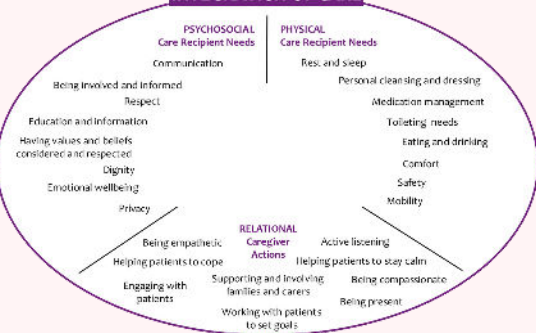 INTEGRATION OF CARE
PSYCHOSOCIAL
Care Recipient Needs
Communication
Being involved and informed
Respect
Education and information
Having values and beliefs
considered and respected
Dignity
Emotional wellbeing
Privacy
PHYSICAL
Care Recipient Needs
Rest and sleep
Personal cleansing and dressing
Medication management
Toileting needs
Eating and drinking
Comfort
Safety
Mobility
RELATIONAL
Caregiver
Actions
Being empathetic
Active listening
Helping patients to cope
Helping patients to stay calm
Engaging with
patients
Supporting and involving
families and carers
Being compassionate
Being present
Working with patients
to set goals